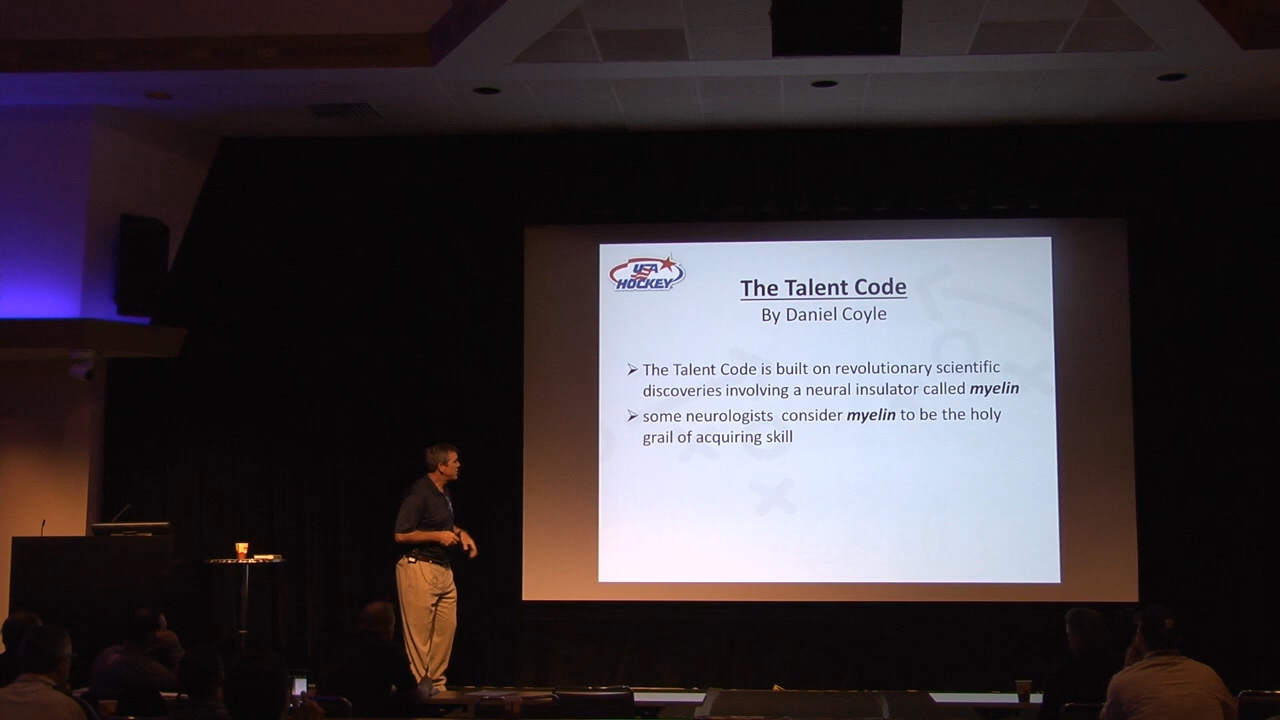 USA
HOCKEY
The Talent Code
By Daniel Coyle
➢ The Talent Code is built on revolutionary scientific
discoveries involving a neural insulator called myelin
➢ some neurologists consider myelin to be the holy
grail of acquiring skill